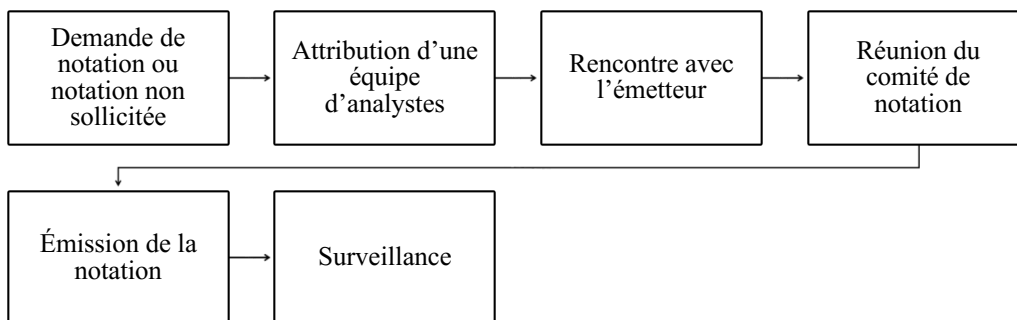 Demande de
notation ou
notation non
sollicitée
Attribution d’une
équipe
d’analystes
Rencontre avec
l’émetteur
Réunion du
comité de
notation
Émission de la
notation
Surveillance